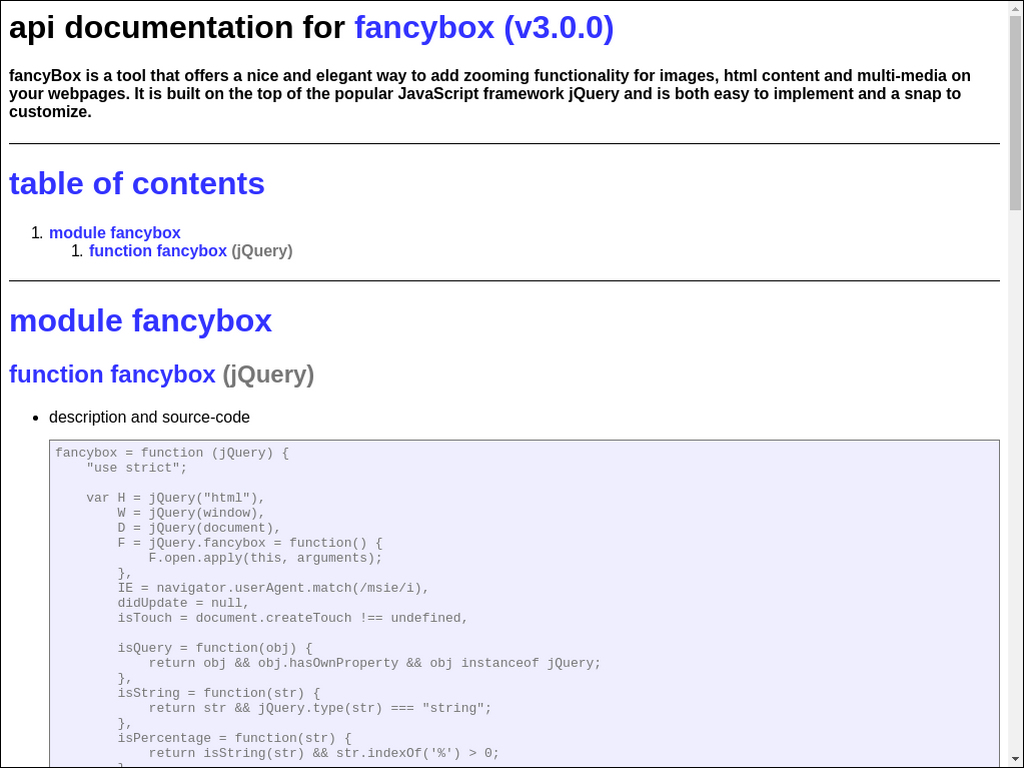 api documentation for fancybox (v3.0.0)
fancyBox is a tool that offers a nice and elegant way to add zooming functionality for images, html content and multi-media on
your webpages. It is built on the top of the popular JavaScript framework jQuery and is both easy to implement and a snap to
customize.
table of contents
1. module fancybox
1. function fancybox (jQuery)
module fancybox
function fancybox (jQuery)
• description and source-code
fancybox = function (jQuery) {
    "use strict";
    var H = jQuery("html"),
        W = jQuery(window),
        D = jQuery(document),
        F = jQuery.fancybox = function() {
            F.open.apply(this, arguments);
        },
        IE = navigator.userAgent.match(/msie/i),
        didUpdate = null,
        isTouch = document.createTouch !== undefined,
        isQuery = function(obj) {
            return obj && obj.hasOwnProperty && obj instanceof jQuery;
        },
        isString = function(str) {
            return str && jQuery.type(str) === "string";
        },
        isPercentage = function(str) {
            return isString(str) && str.indexOf('%') > 0;